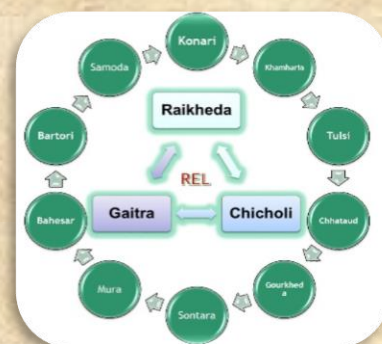 Konari
Khamharia
Tulsi
Chhataud
Gourkhed
a
Sontara
Mura
Bahesar
Bartori
Samoda
Raikheda
REL
Gaitra
Chicholi